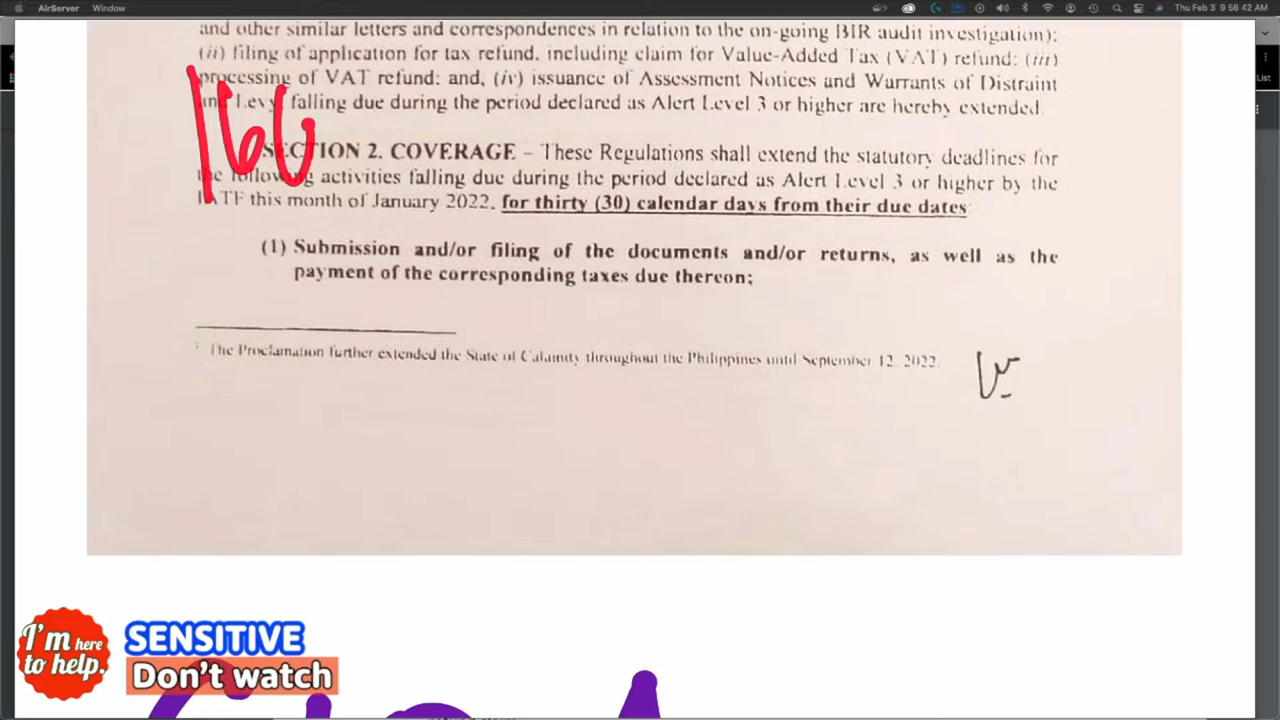 AirServer Window Thu Feb 3 9 56 42 AM
and other similar letters and correspondences in relation to the on-going BIR audit investigation);
(ii) filing of application for tax refund, including claim for Value-Added Tax (VAT) refund; (iii)
processing of VAT refund; and, (iv) issuance of Assessment Notices and Warrants of Distraint
and Levy falling due during the period declared as Alert Level 3 or higher are hereby extended.
SECTION 2. COVERAGE – These Regulations shall extend the statutory deadlines for
the following activities falling due during the period declared as Alert Level 3 or higher by the
IATF this month of January 2022, for thirty (30) calendar days from their due dates:
(1) Submission and/or filing of the documents and/or returns, as well as the
payment of the corresponding taxes due thereon;
The Proclamation further extended the State of Calamity throughout the Philippines until September 12, 2022.
I'm here
to help.
SENSITIVE
Don't watch
List